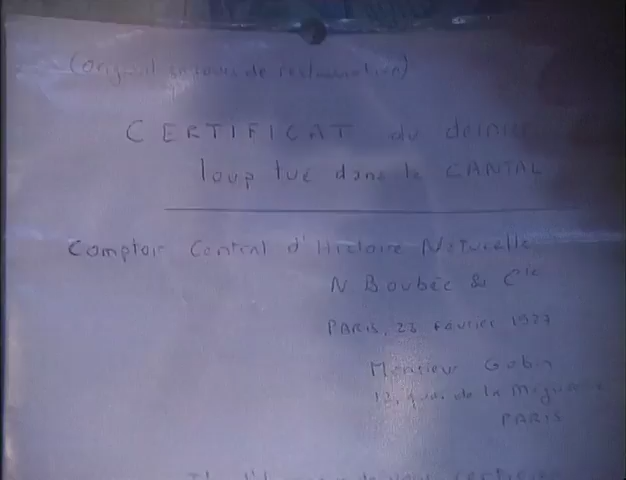 (Original en cours de restauration)
CERTIFICAT du dernier
loup tué dans le CANTAL
Comptoir Central d'Histoire Naturelle
N Boubée & Cie
PARIS, 23 février 1927
Monsieur Gobin
12, quai de la
PARIS